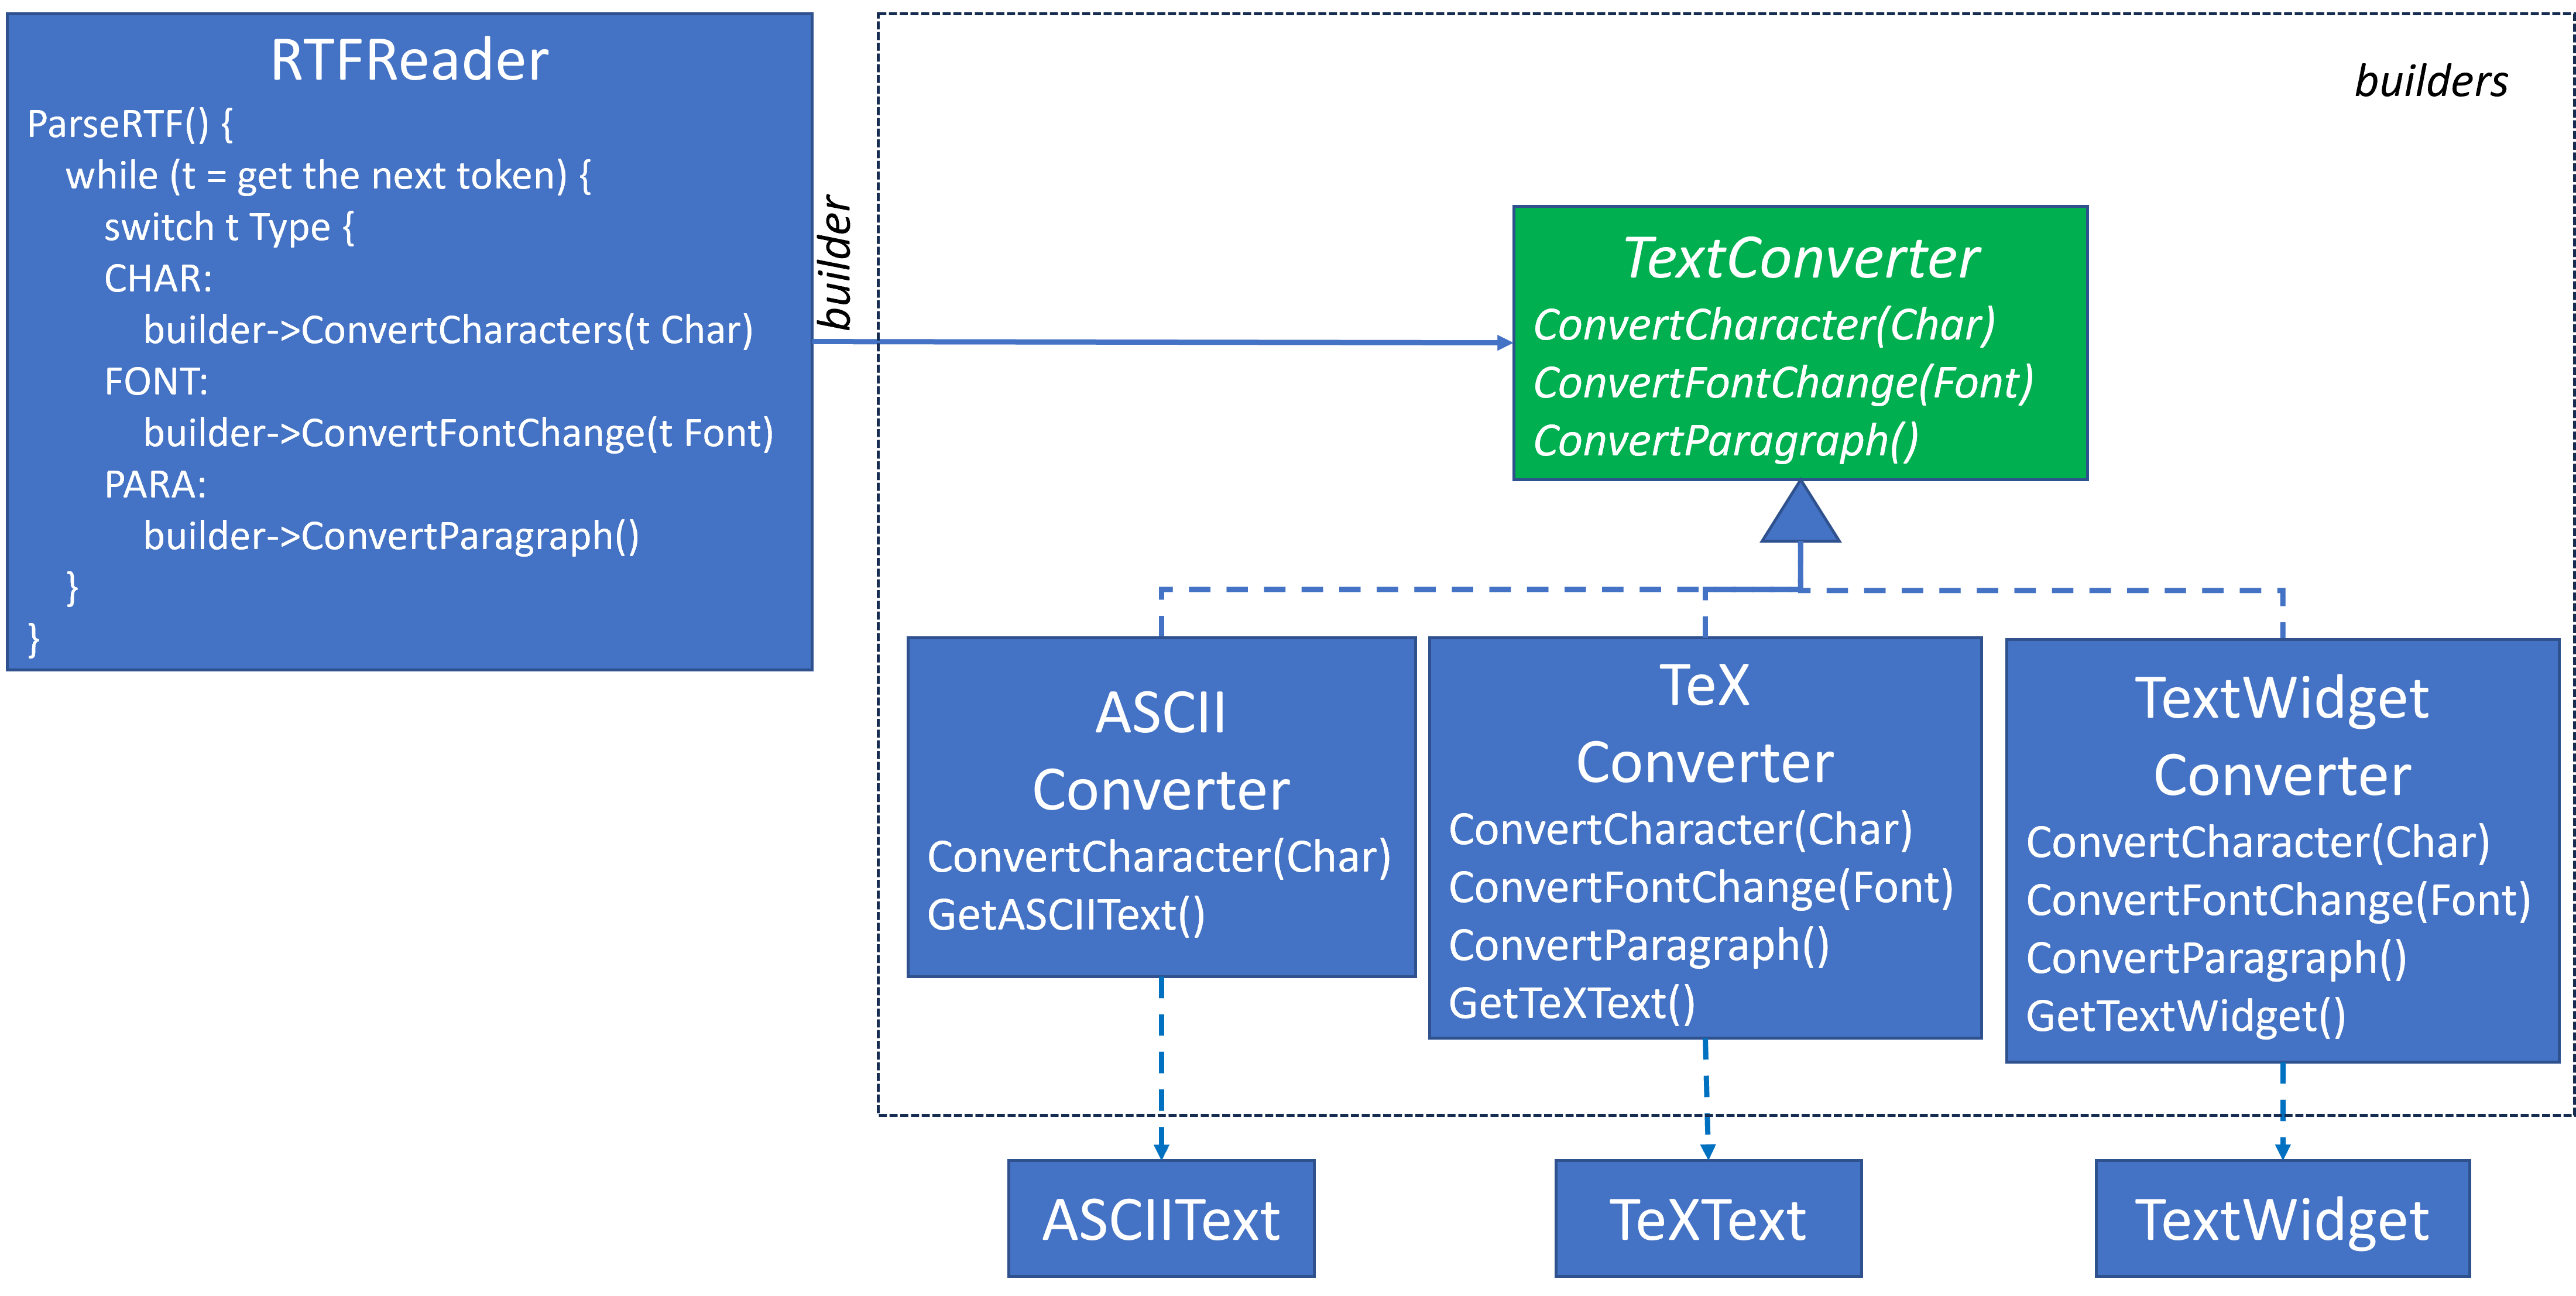 RTFReader
ParseRTF() {
while (t = get the next token) {
switch t Type {
CHAR:
builder->ConvertCharacters(t Char)
FONT:
builder->ConvertFontChange(t Font)
PARA:
builder->ConvertParagraph()
}
}
builder
builders
TextConverter
ConvertCharacter(Char)
ConvertFontChange(Font)
ConvertParagraph()
ASCII
Converter
ConvertCharacter(Char)
GetASCIIText()
TeX
Converter
ConvertCharacter(Char)
ConvertFontChange(Font)
ConvertParagraph()
GetTeXText()
TextWidget
Converter
ConvertCharacter(Char)
ConvertFontChange(Font)
ConvertParagraph()
GetTextWidget()
ASCIIText
TeXText
TextWidget